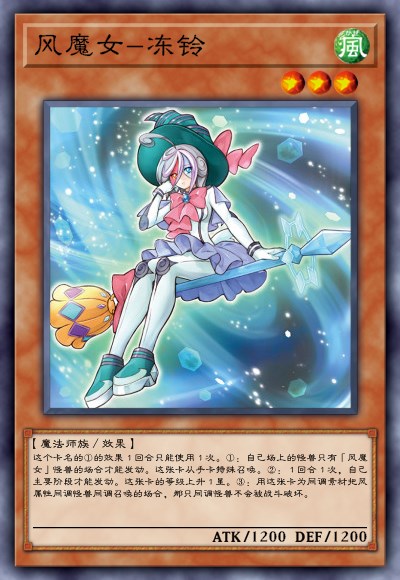 风魔女-冻铃
風
【魔法师族/效果】
这个卡名的①的效果1回合只能使用1次。①:自己场上的怪兽只有「风魔
女」怪兽的场合才能发动。这张卡从手卡特殊召唤。②:1回合1次,自己
主要阶段才能发动。这张卡的等级上升1星。③:用这张卡为同调素材把风
属性同调怪兽同调召唤的场合,那只同调怪兽不会被战斗破坏。
ATK/1200 DEF/1200